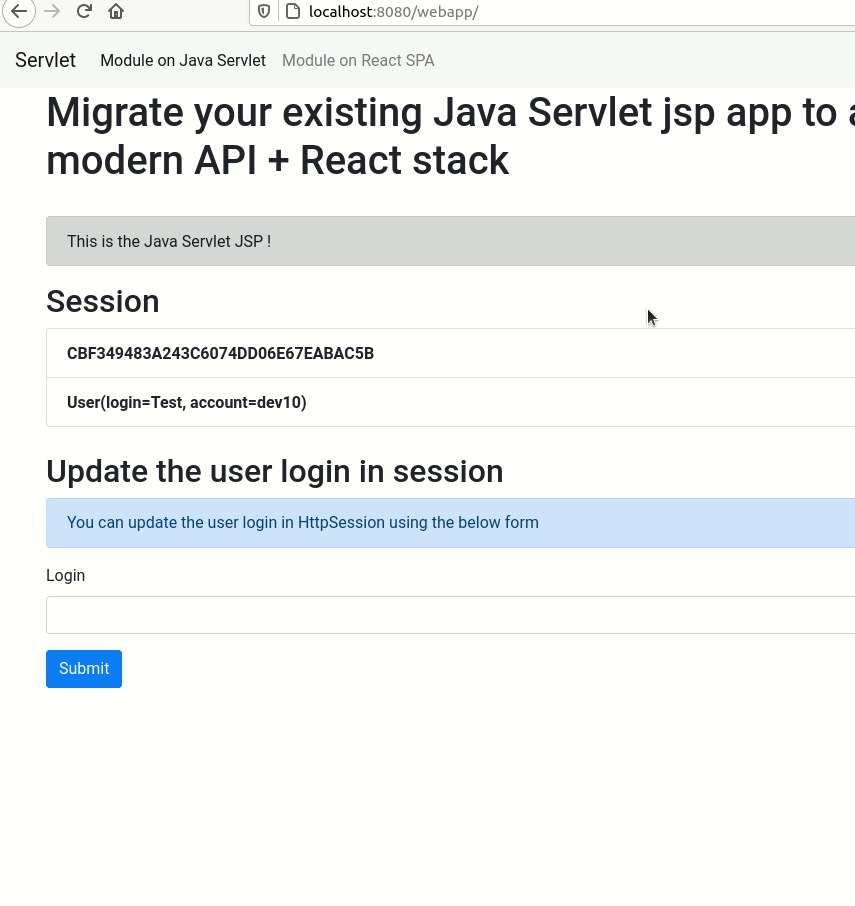 localhost:8080/webapp/
Servlet Module on Java Servlet Module on React SPA
Migrate your existing Java Servlet jsp app to
modern API + React stack
This is the Java Servlet JSP !
Session
CBF349483A243C6074DD06E67EABAC5B
User(login=Test, account=dev10)
Update the user login in session
You can update the user login in HttpSession using the below form
Login
Submit